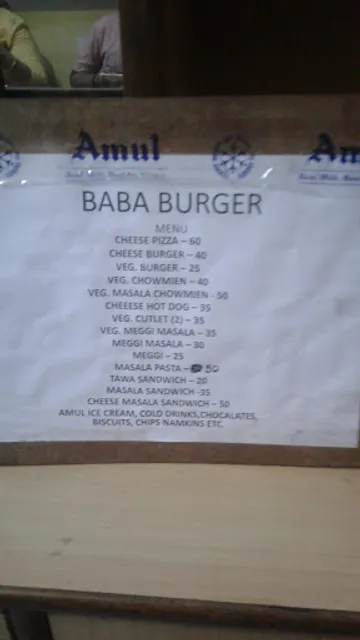 Amul Am
BABA BURGER
MENU
CHEESE PIZZA – 60
CHEESE BURGER – 40
VEG. BURGER – 25
VEG. CHOWMIEN – 40
VEG. MASALA CHOWMIEN - 50
CHEEESE HOT DOG – 35
VEG. CUTLET (2) – 35
VEG. MEGGI MASALA – 35
MEGGI MASALA – 30
MEGGI – 25
MASALA PASTA – 50
TAWA SANDWICH – 20
MASALA SANDWICH -35
CHEESE MASALA SANDWICH – 50
AMUL ICE CREAM, COLD DRINKS,CHOCALATES,
BISCUITS, CHIPS NAMKINS ETC